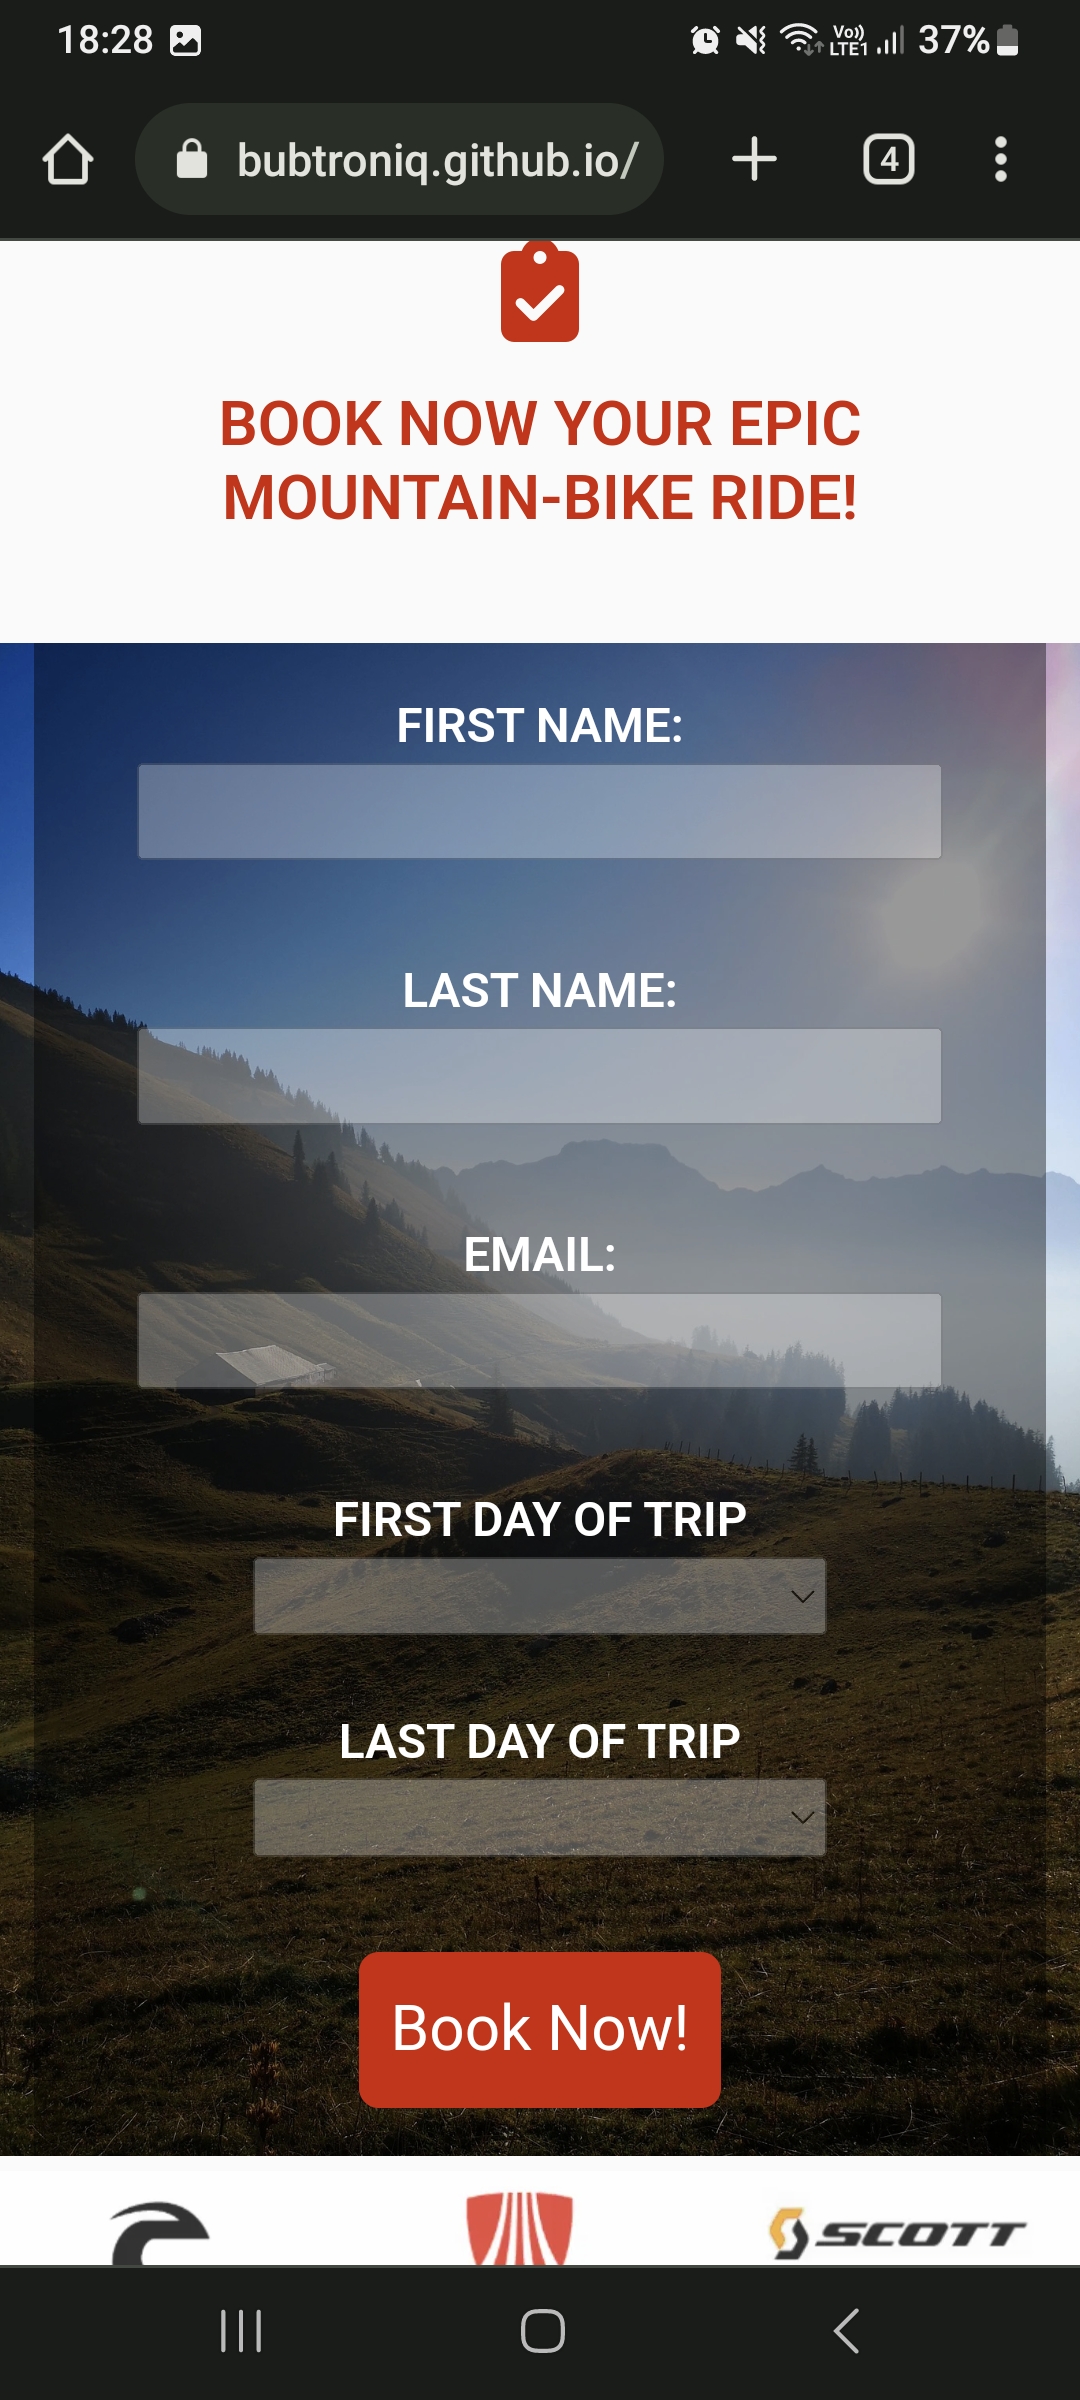 18:28
Vo)) LTE1 37%
bubtroniq.github.io/
4
BOOK NOW YOUR EPIC
MOUNTAIN-BIKE RIDE!
FIRST NAME:
LAST NAME:
EMAIL:
FIRST DAY OF TRIP
LAST DAY OF TRIP
Book Now!
SCOTT